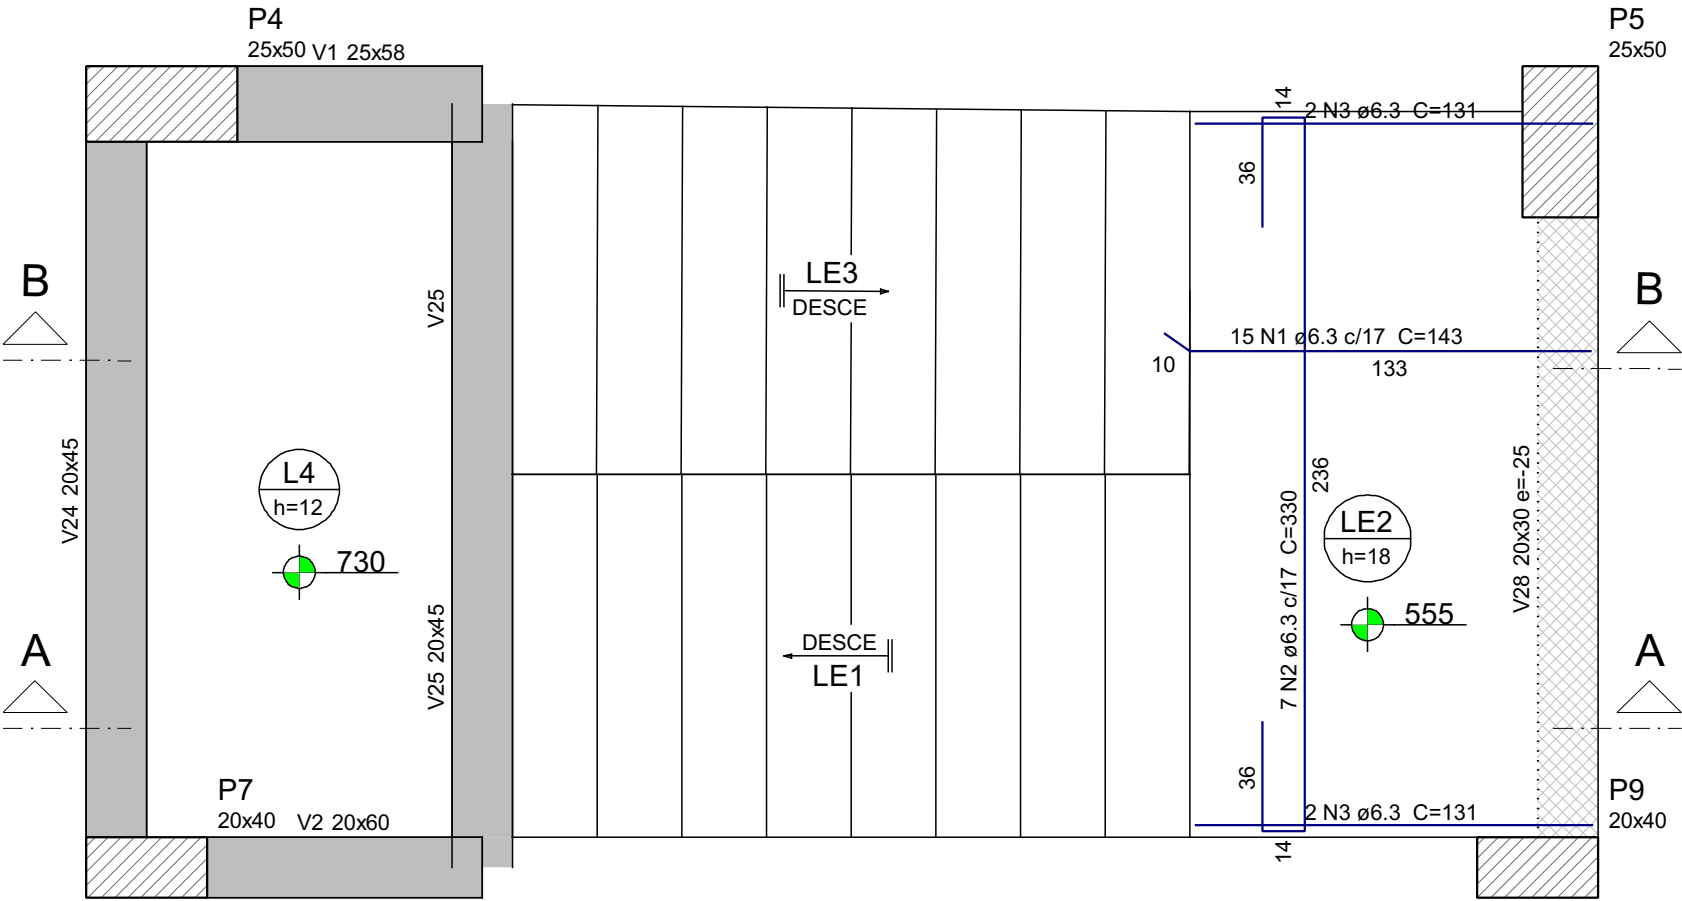 P4
25x50 V1 25x58
P5
25x50
14
2 N3 ø6.3 C=131
36
B
LE3
DESCE
V25
B
15 N1 ø6.3 c/17 C=143
10
133
V24 20x45
L4
h=12
730
236
7 N2 ø6.3 c/17 C=330
LE2
h=18
555
V28 20x30 e=-25
A
V25 20x45
DESCE
LE1
A
P7
20x40 V2 20x60
36
2 N3 ø6.3 C=131
14
P9
20x40